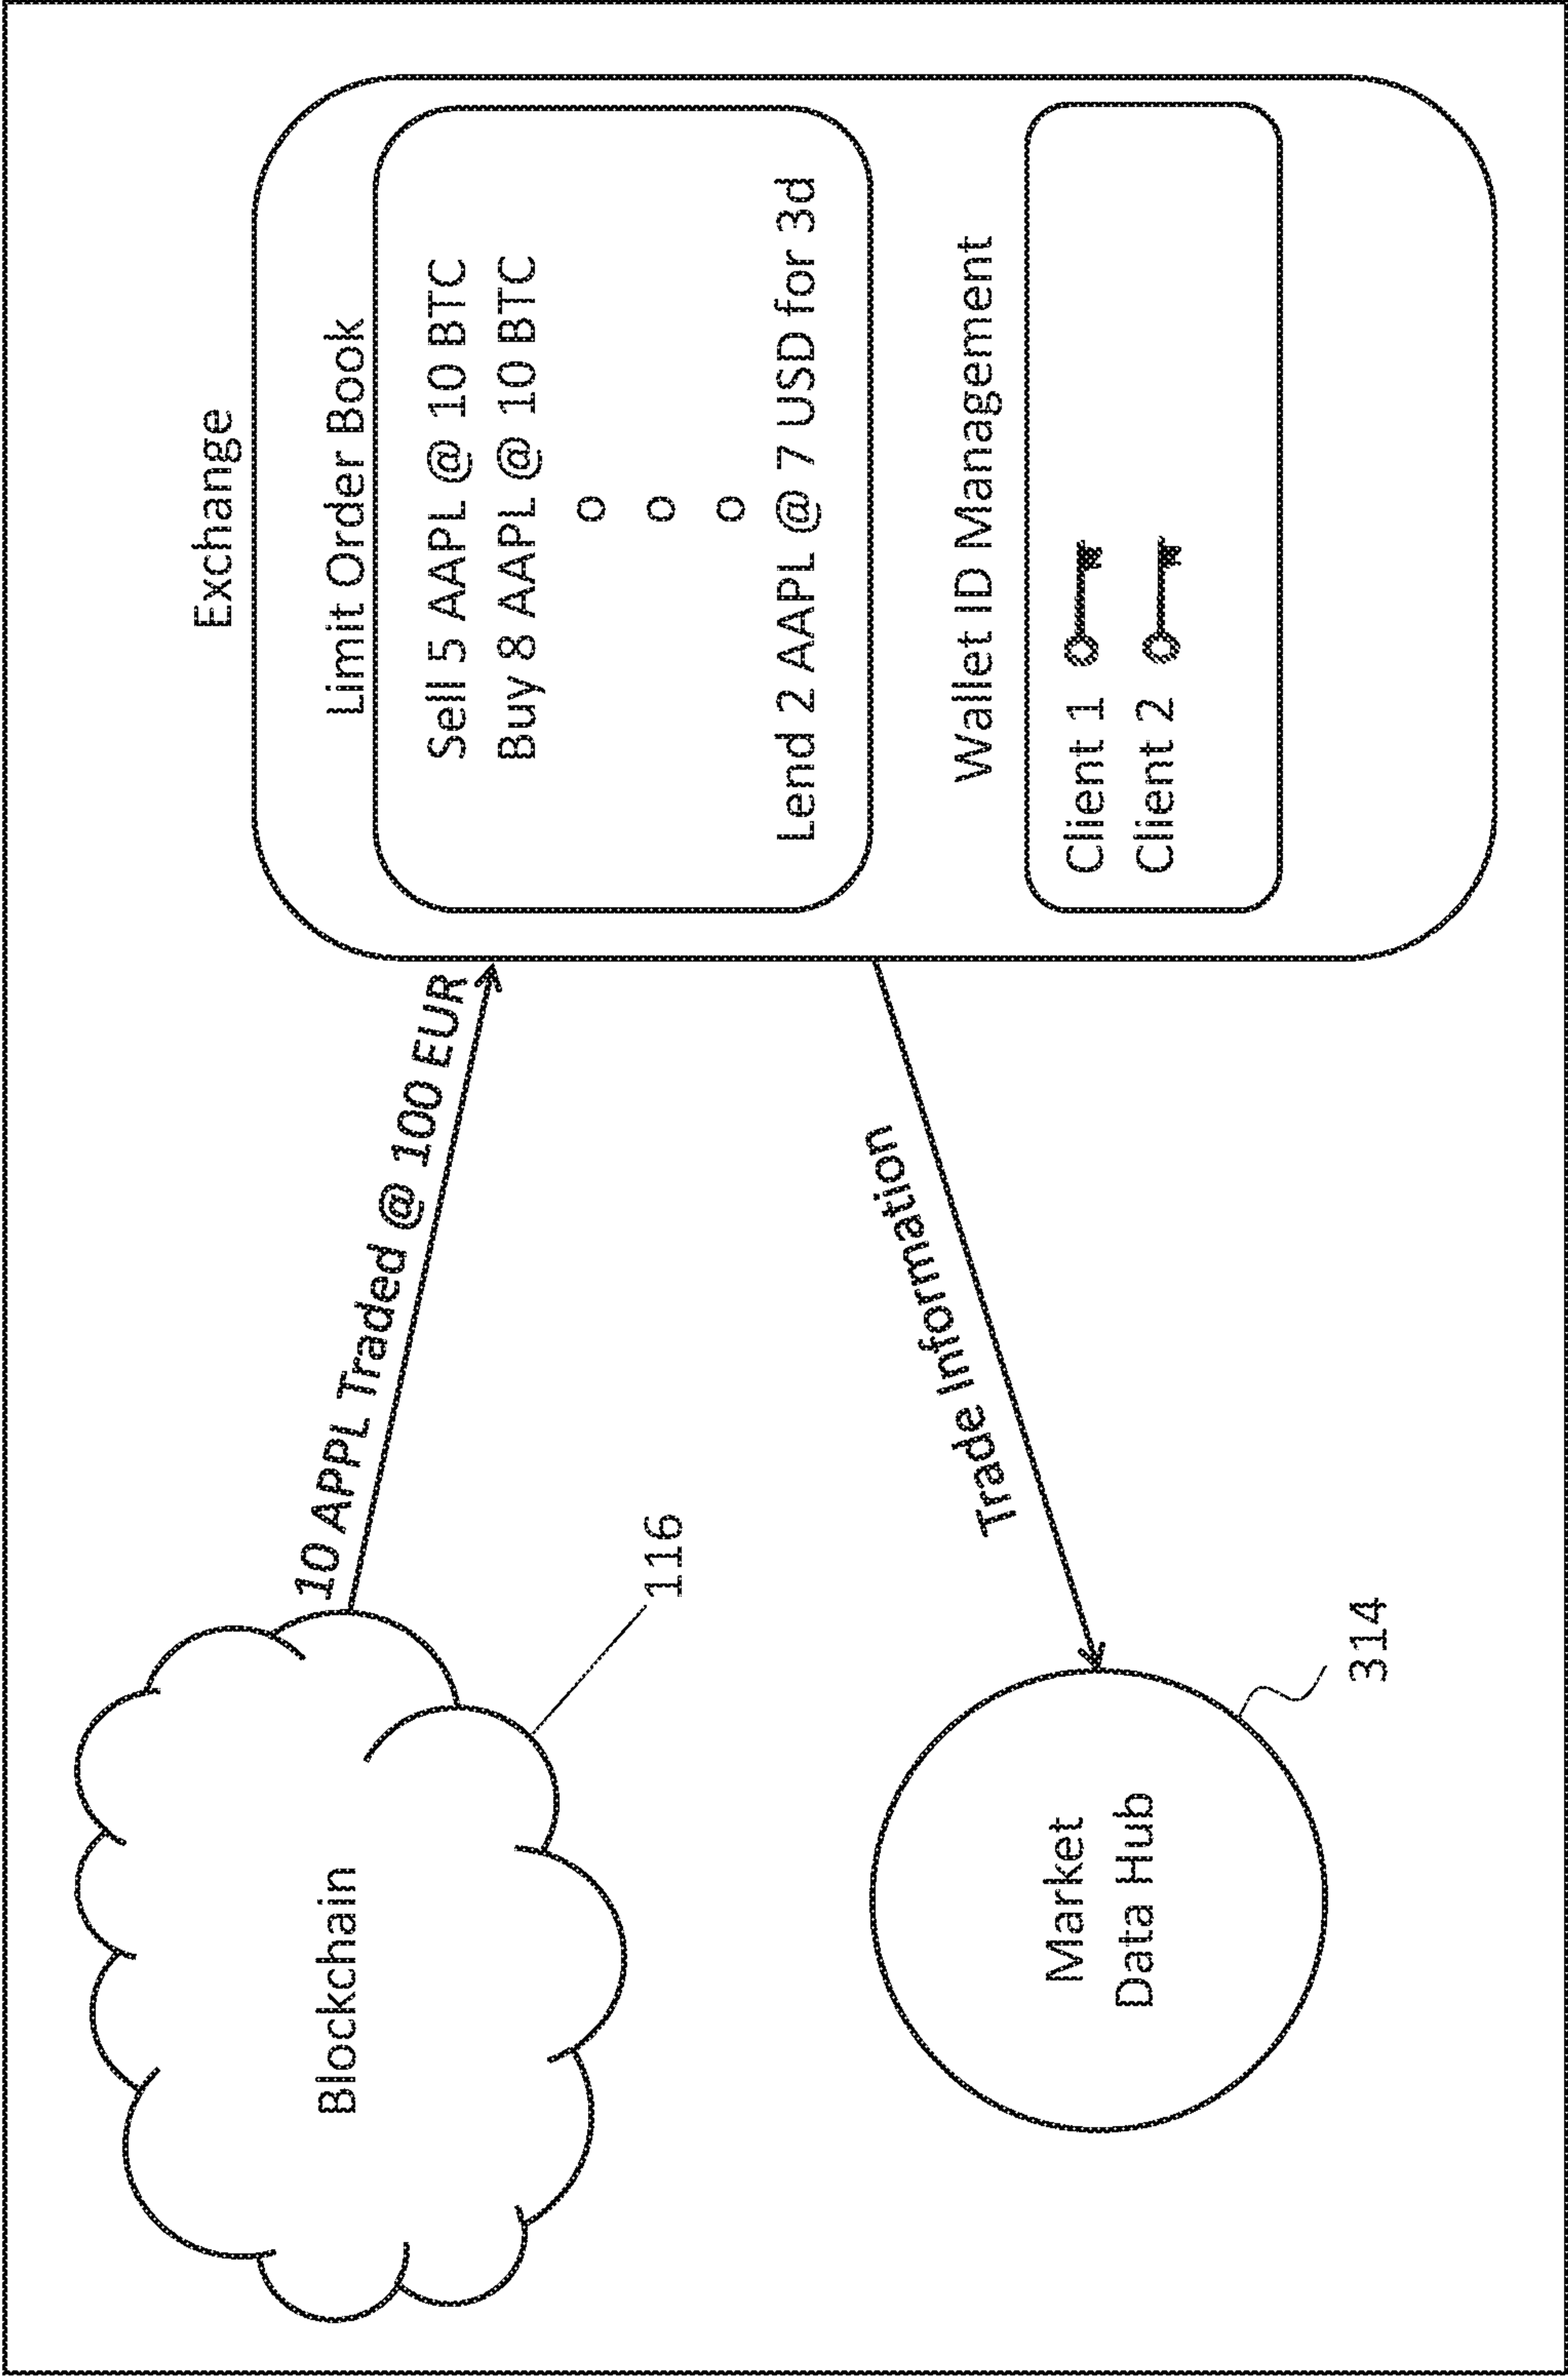 Exchange
Limit Order Book
Sell 5 AAPL @ 10 BTC
Buy 8 AAPL @ 10 BTC
o
o
o
Lend 2 AAPL @ 7 USD for 3d
Wallet ID Management
Client 1
Client 2
10 APPL Traded @ 100 EUR
Trade Information
Blockchain
116
Market
Data Hub
314